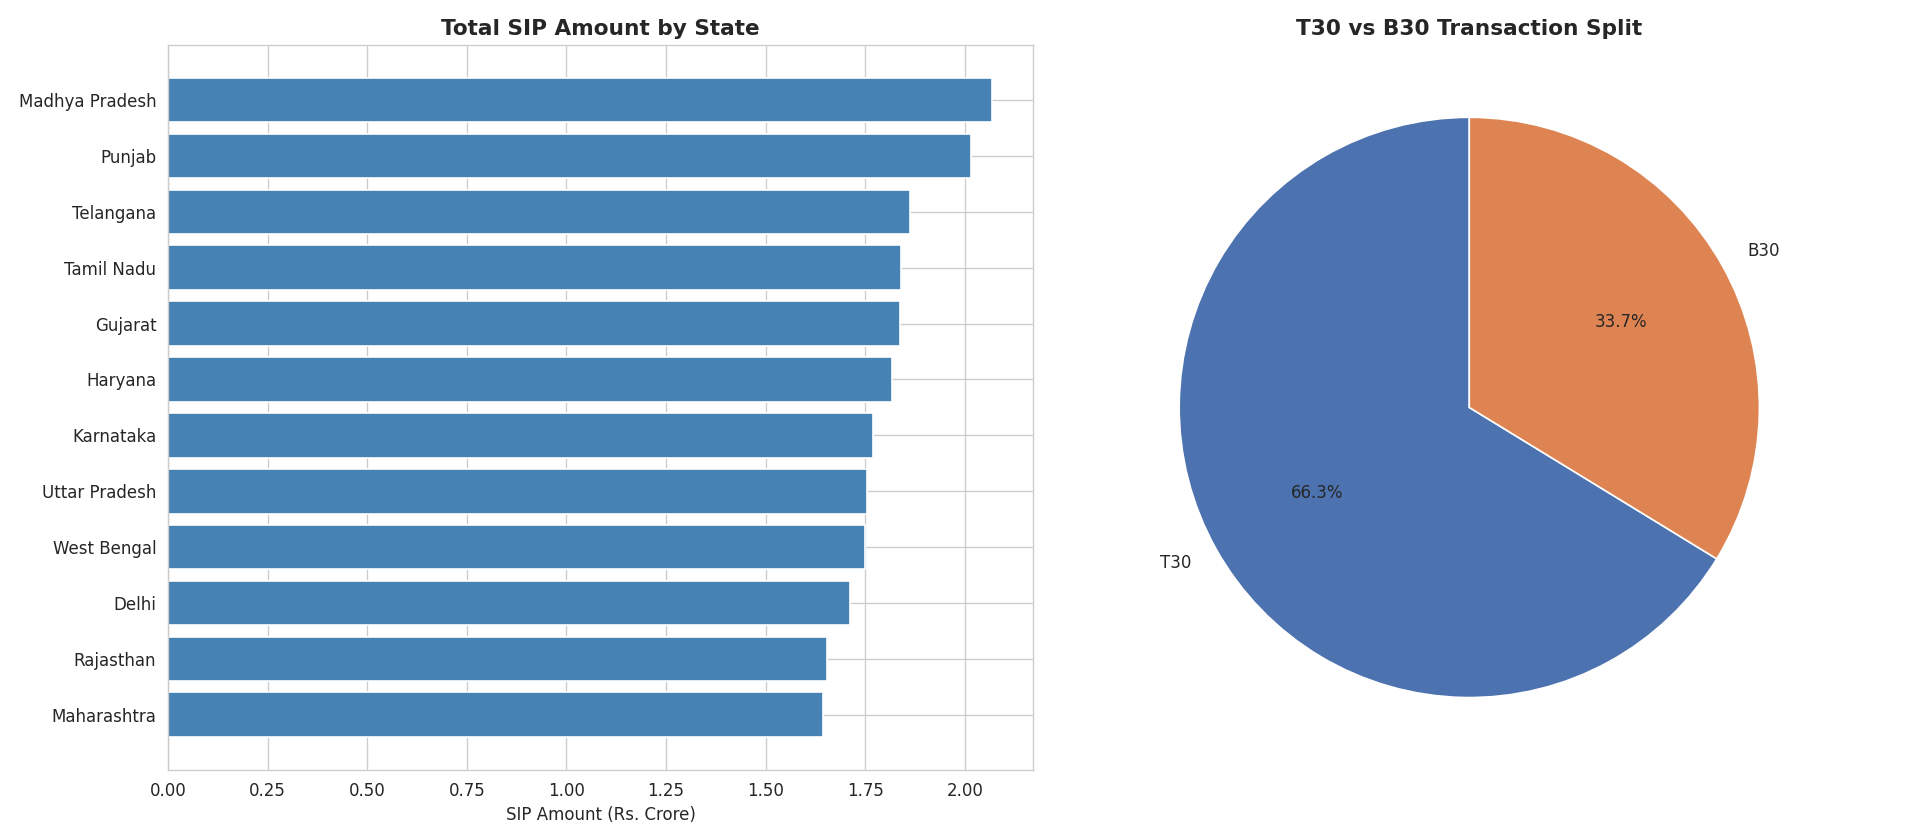 Total SIP Amount by State
Madhya Pradesh
Punjab
Telangana
Tamil Nadu
Gujarat
Haryana
Karnataka
Uttar Pradesh
West Bengal
Delhi
Rajasthan
Maharashtra
0.00 0.25 0.50 0.75 1.00 1.25 1.50 1.75 2.00
SIP Amount (Rs. Crore)
T30 vs B30 Transaction Split
B30
33.7%
66.3%
T30